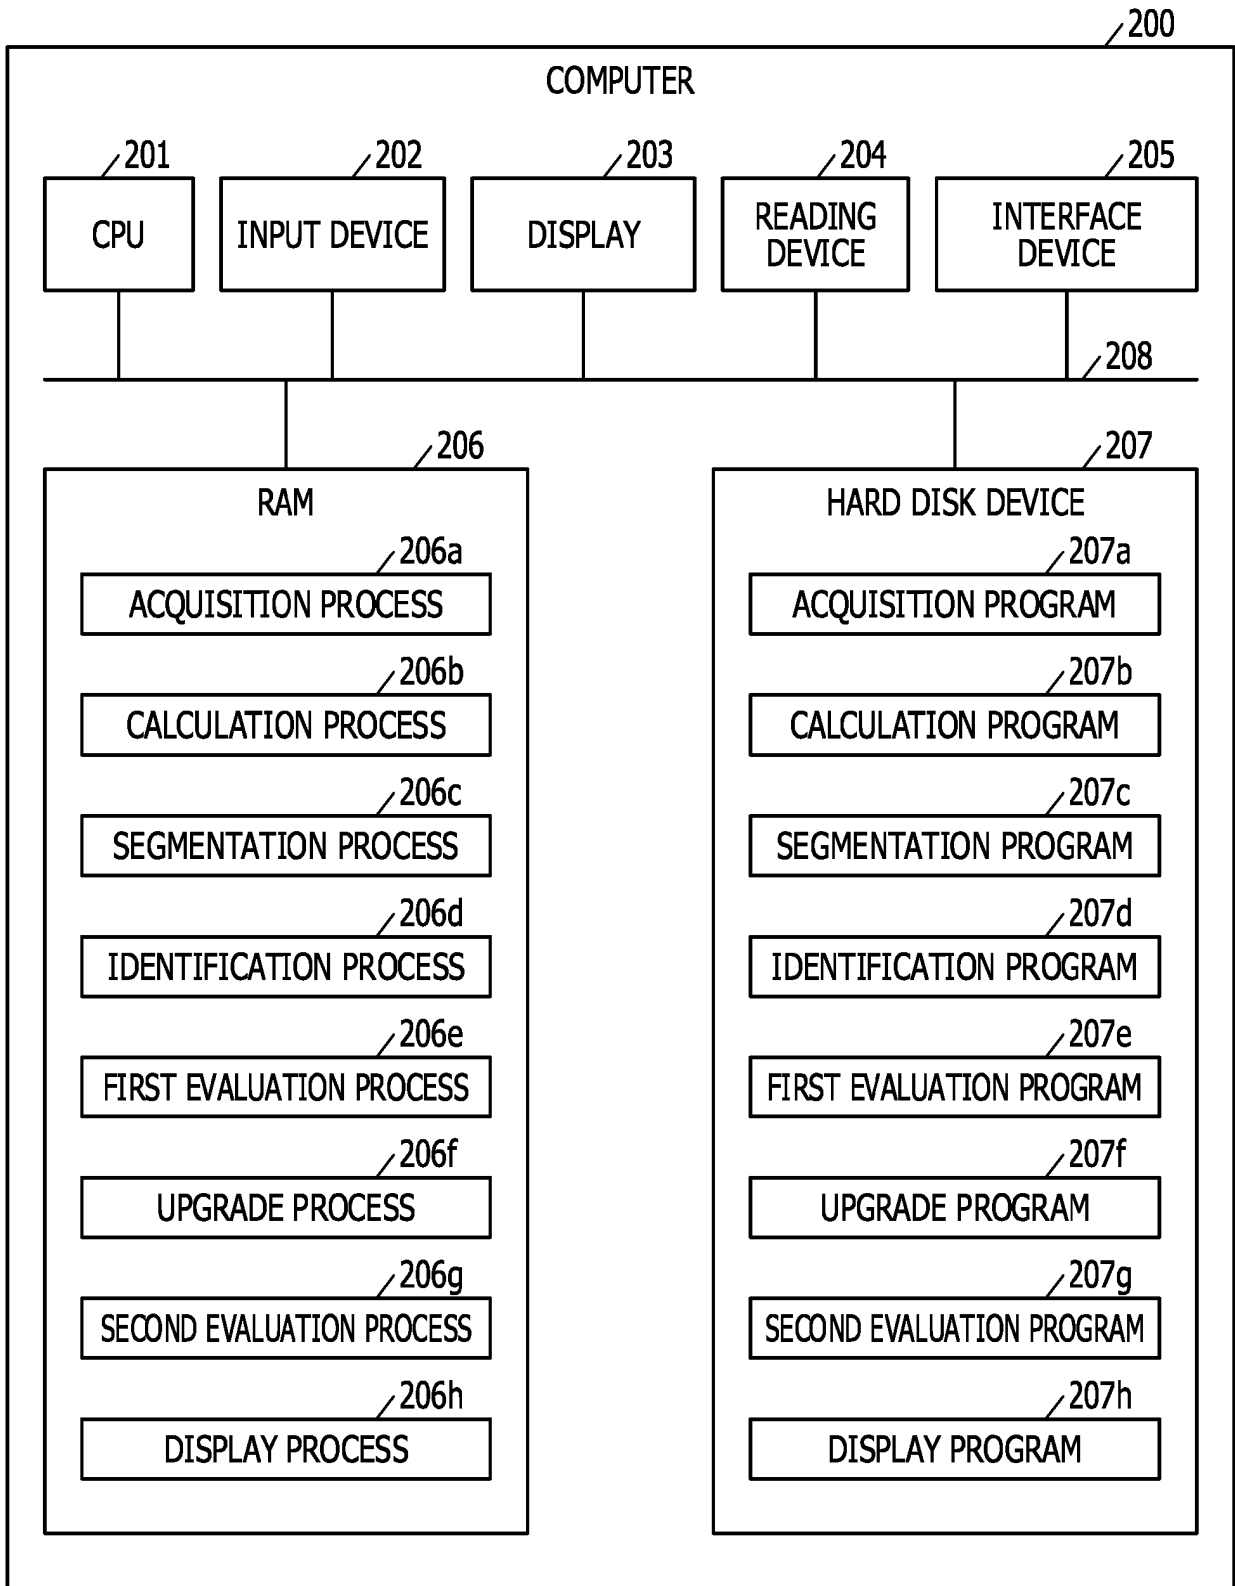 200
COMPUTER
201
202
203
204
205
CPU
INPUT DEVICE
DISPLAY
READING
DEVICE
INTERFACE
DEVICE
208
206
RAM
206a
ACQUISITION PROCESS
206b
CALCULATION PROCESS
206c
SEGMENTATION PROCESS
206d
IDENTIFICATION PROCESS
206e
FIRST EVALUATION PROCESS
206f
UPGRADE PROCESS
206g
SECOND EVALUATION PROCESS
206h
DISPLAY PROCESS
207
HARD DISK DEVICE
207a
ACQUISITION PROGRAM
207b
CALCULATION PROGRAM
207c
SEGMENTATION PROGRAM
207d
IDENTIFICATION PROGRAM
207e
FIRST EVALUATION PROGRAM
207f
UPGRADE PROGRAM
207g
SECOND EVALUATION PROGRAM
207h
DISPLAY PROGRAM